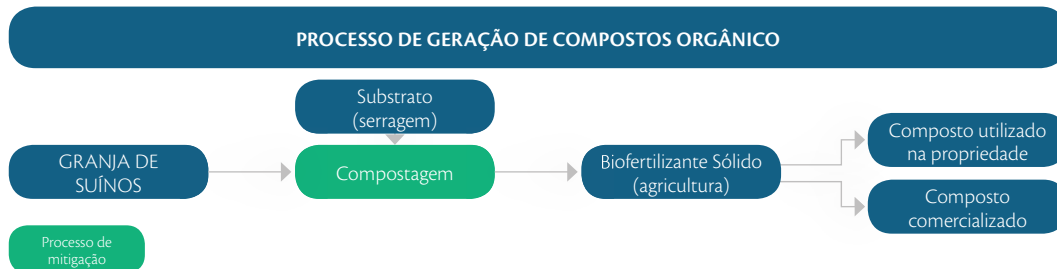 PROCESSO DE GERAÇÃO DE COMPOSTOS ORGÂNICO
Substrato
(serragem)
GRANJA DE
SUÍNOS
Compostagem
Biofertilizante Sólido
(agricultura)
Composto utilizado
na propriedade
Composto
comercializado
Processo de
mitigação